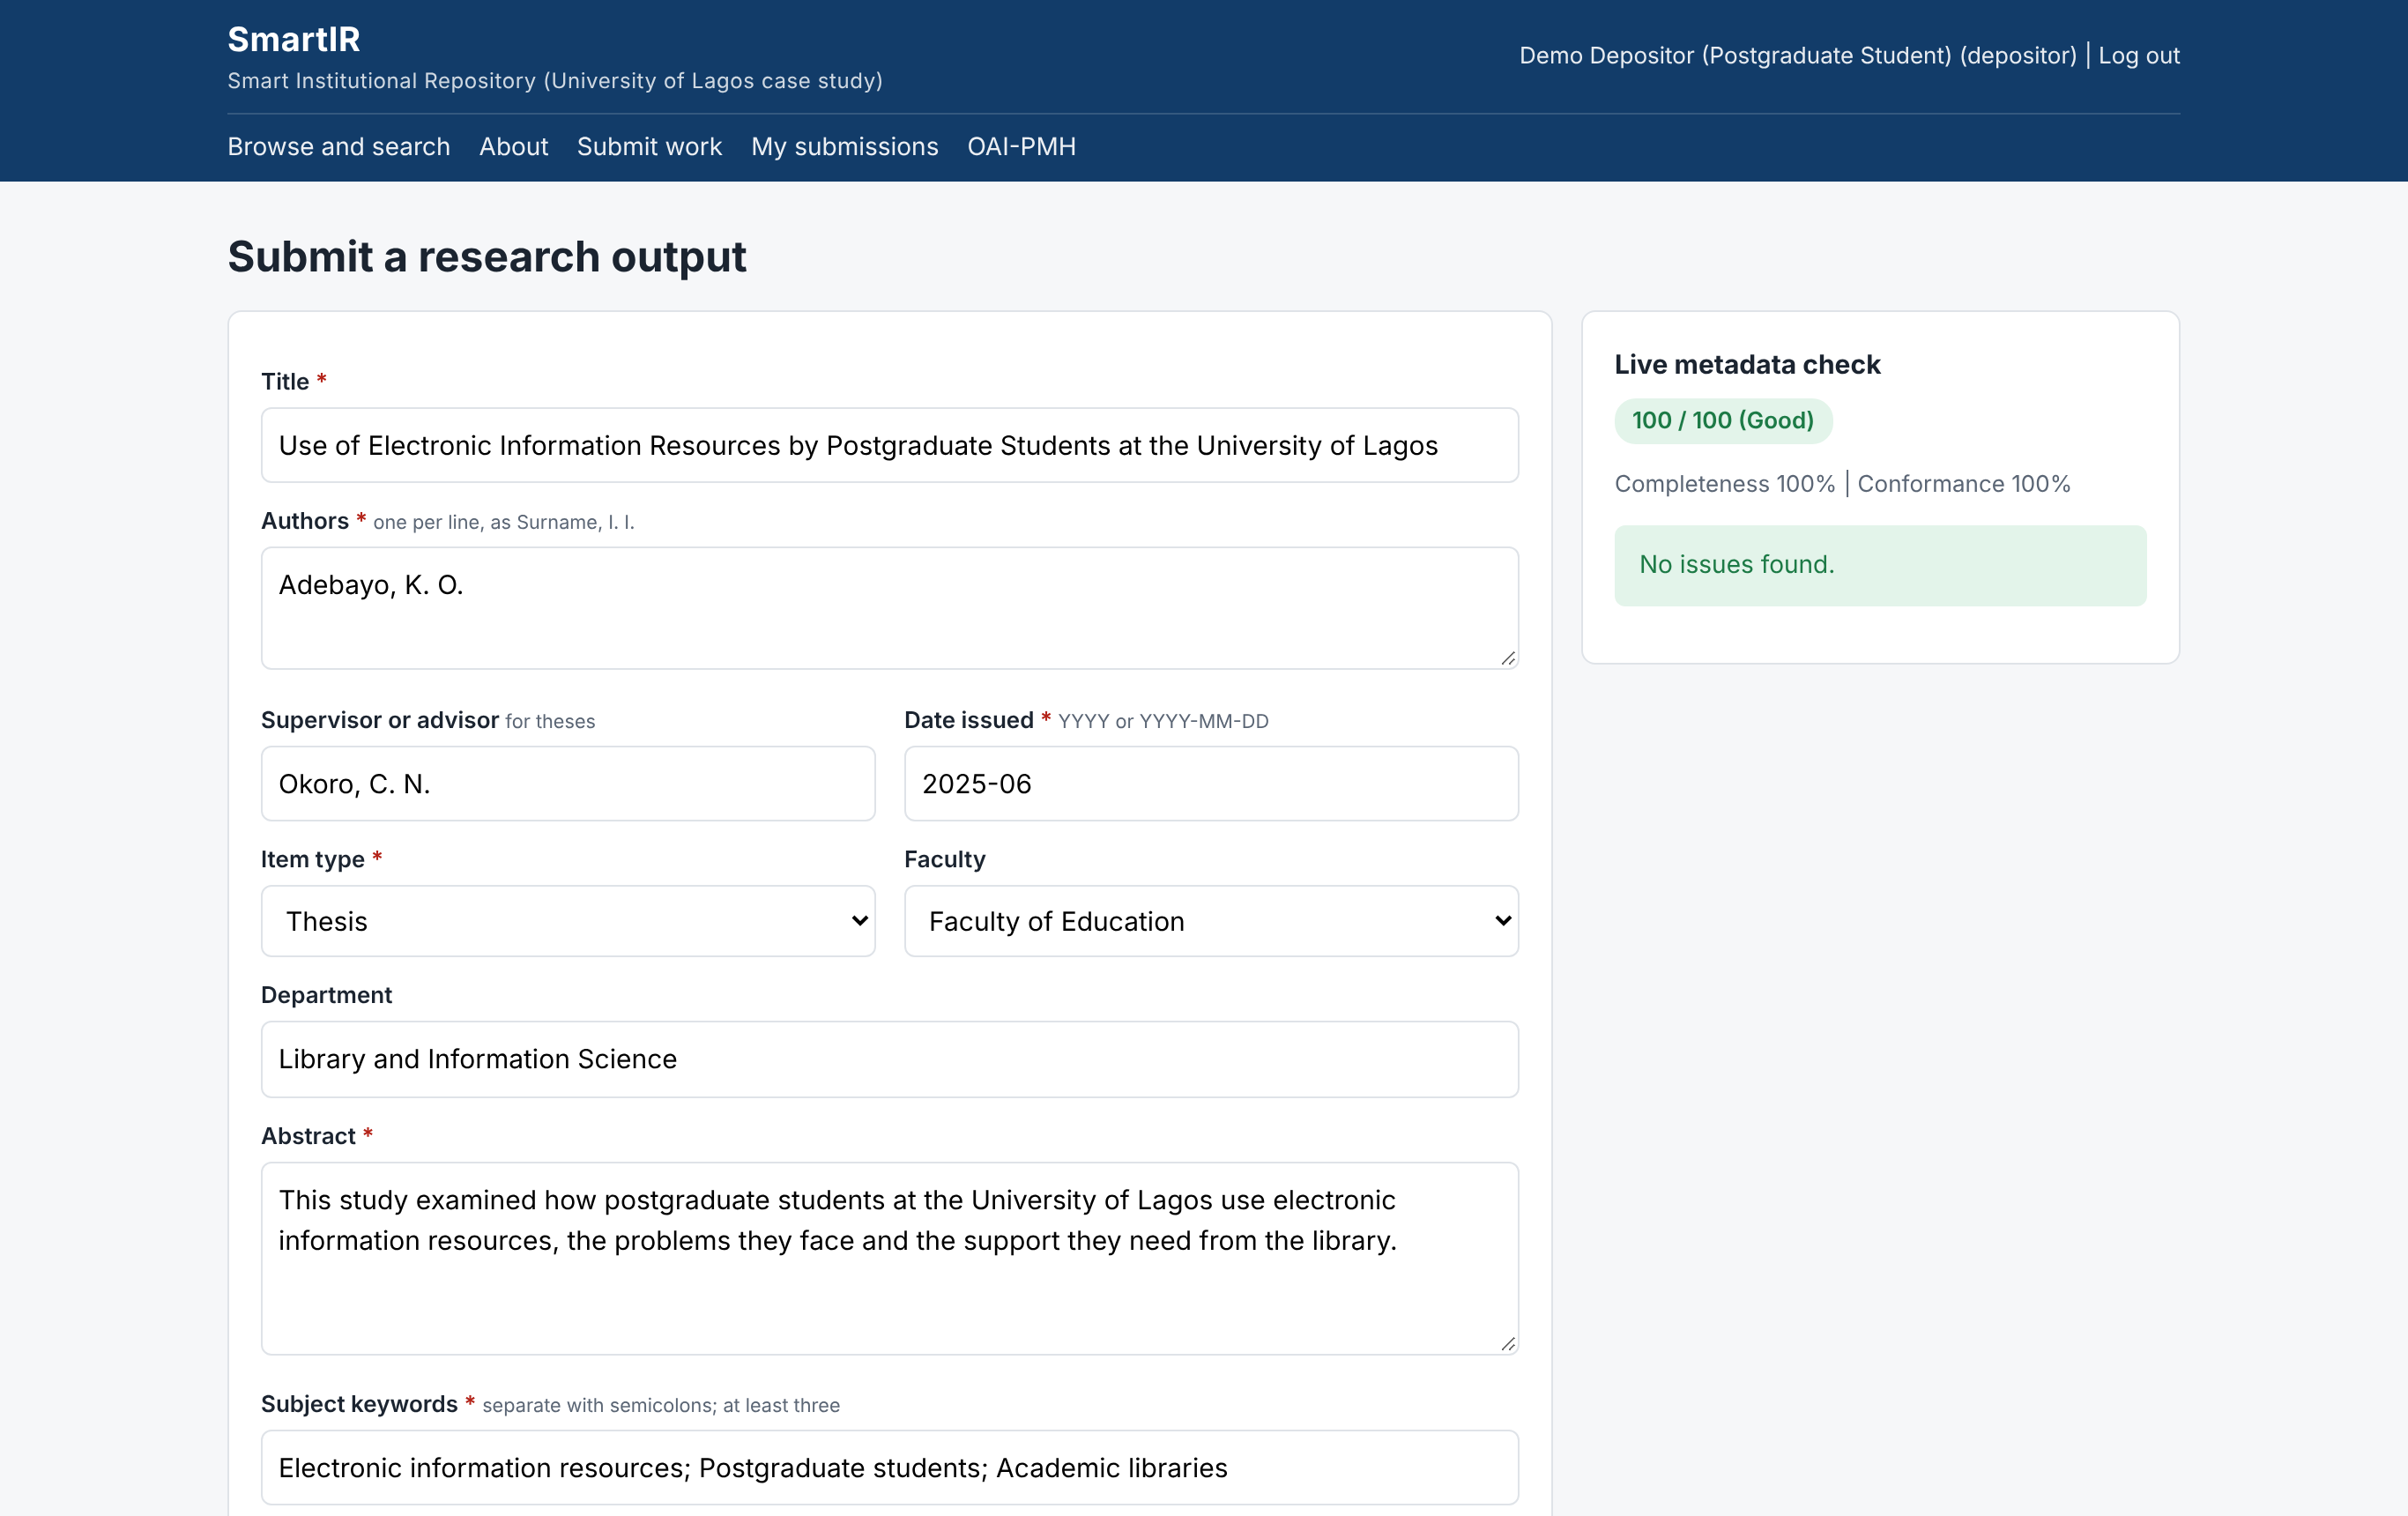 SmartIR
Smart Institutional Repository (University of Lagos case study)
Demo Depositor (Postgraduate Student) (depositor) | Log out
Browse and search About Submit work My submissions OAI-PMH
Submit a research output
Title *
Use of Electronic Information Resources by Postgraduate Students at the University of Lagos
Authors * one per line, as Surname, I. I.
Adebayo, K. O.
Supervisor or advisor for theses
Okoro, C. N.
Date issued * YYYY or YYYY-MM-DD
2025-06
Item type *
Thesis
Faculty
Faculty of Education
Department
Library and Information Science
Abstract *
This study examined how postgraduate students at the University of Lagos use electronic
information resources, the problems they face and the support they need from the library.
Subject keywords * separate with semicolons; at least three
Electronic information resources; Postgraduate students; Academic libraries
Live metadata check
100 / 100 (Good)
Completeness 100% | Conformance 100%
No issues found.